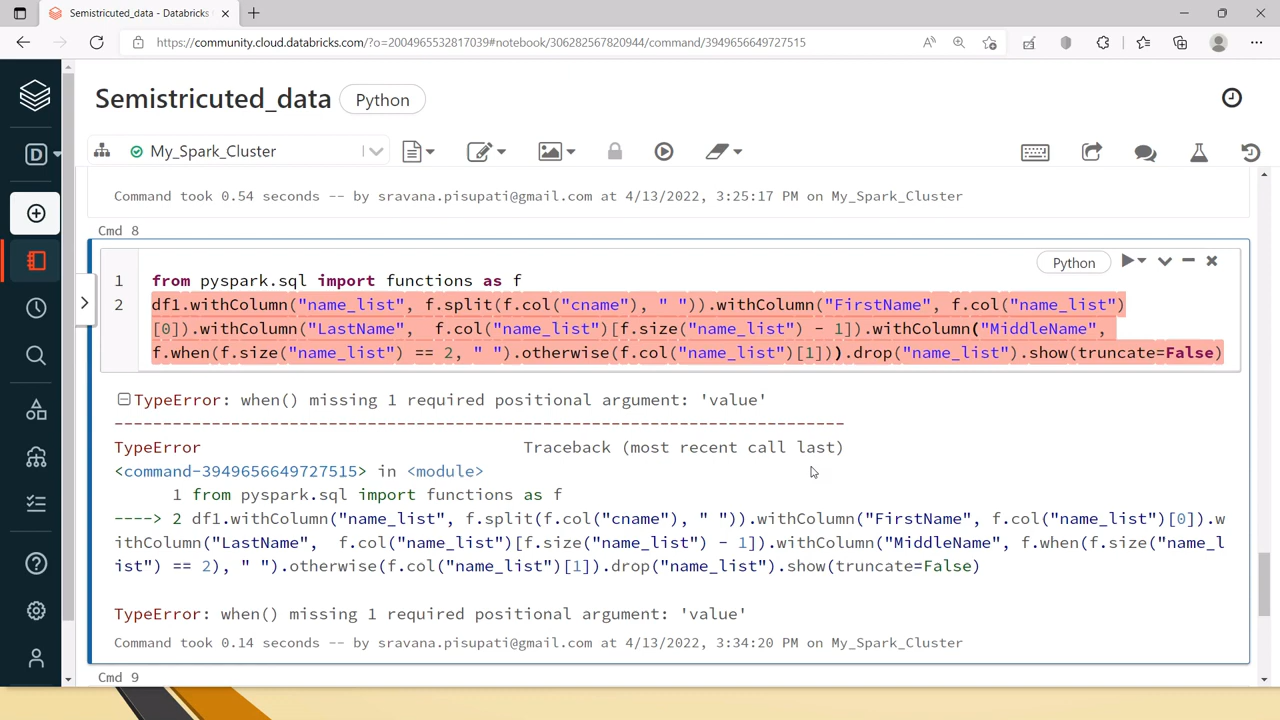 Semistricuted_data - Databricks
https://community.cloud.databricks.com/?o=2004965532817039#notebook/306282567820944/command/3949656649727515
Semistricuted_data
Python
D
My_Spark_Cluster
Command took 0.54 seconds -- by sravana.pisupati@gmail.com at 4/13/2022, 3:25:17 PM on My_Spark_Cluster
Cmd 8
Python
1 from pyspark.sql import functions as f
2 df1.withColumn("name_list", f.split(f.col("cname"), " ")).withColumn("FirstName", f.col("name_list")
[0]).withColumn("LastName",  f.col("name_list")[f.size("name_list") - 1]).withColumn("MiddleName",
f.when(f.size("name_list") == 2, " ").otherwise(f.col("name_list")[1])).drop("name_list").show(truncate=False)
TypeError: when() missing 1 required positional argument: 'value'
---------------------------------------------------------------------------
TypeError                                 Traceback (most recent call last)
<command-3949656649727515> in <module>
1 from pyspark.sql import functions as f
----> 2 df1.withColumn("name_list", f.split(f.col("cname"), " ")).withColumn("FirstName", f.col("name_list")[0]).w
ithColumn("LastName",  f.col("name_list")[f.size("name_list") - 1]).withColumn("MiddleName", f.when(f.size("name_l
ist") == 2), " ").otherwise(f.col("name_list")[1]).drop("name_list").show(truncate=False)
TypeError: when() missing 1 required positional argument: 'value'
Command took 0.14 seconds -- by sravana.pisupati@gmail.com at 4/13/2022, 3:34:20 PM on My_Spark_Cluster
Cmd 9